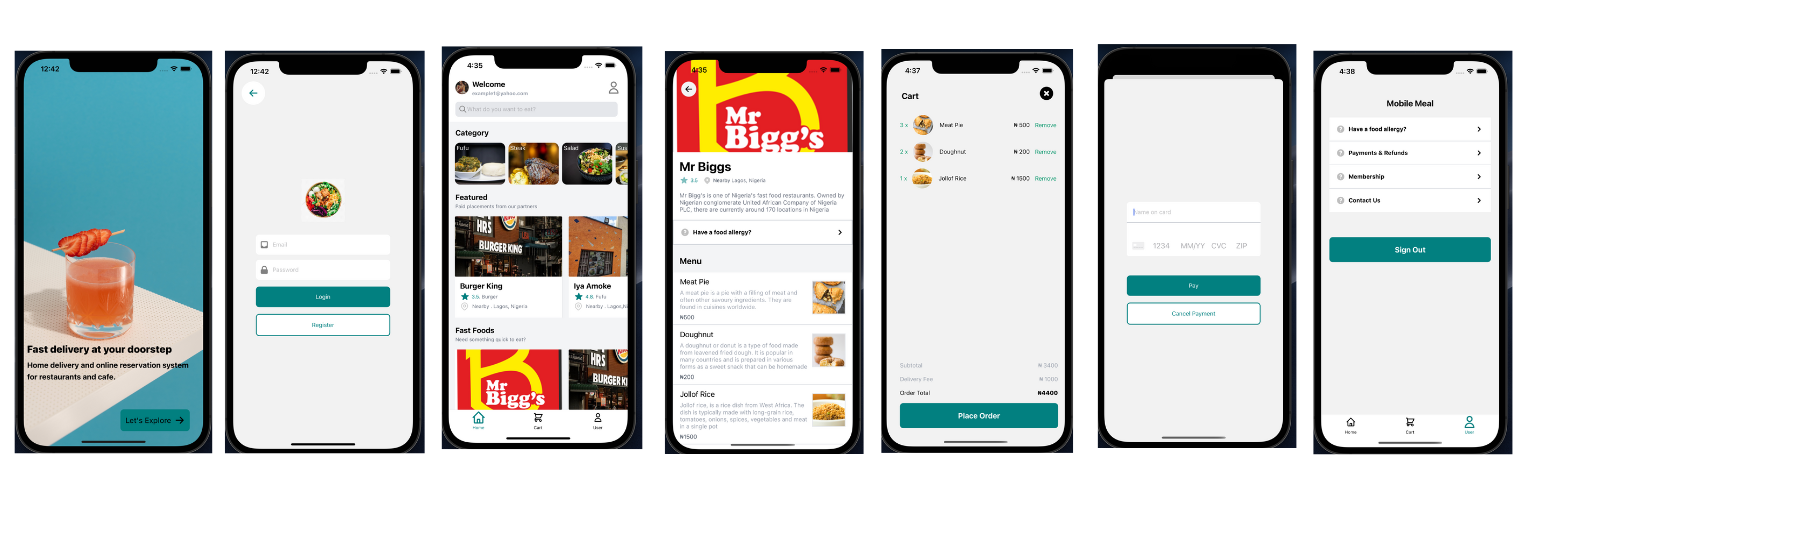 12:42
Fast delivery at your doorstep
Home delivery and online reservation system
for restaurants and cafe.
Let's Explore
12:42
Email
Password
Login
Register
4:35
Welcome
example1@yahoo.com
What do you want to eat?
Category
Fufu
Steak
Salad
Sus
Featured
Paid placements from our partners
HRS
BURGER KING
Burger King
3.5. Burger
Nearby . Lagos, Nigeria
Iya Amoke
4.8. Fufu
Nearby . Lagos,N
Fast Foods
Need something quick to eat?
Mr
Bigg's
HRS
BURGER K
Home
Cart
User
4:35
Mr
Bigg's
Mr Biggs
3.5
Nearby Lagos, Nigeria
Mr Bigg's is one of Nigeria's fast food restaurants. Owned by
Nigerian conglomerate United African Company of Nigeria
PLC, there are currently around 170 locations in Nigeria
Have a food allergy?
Menu
Meat Pie
A meat pie is a pie with a filling of meat and
often other savoury ingredients. They are
found in cuisines worldwide.
₦500
Doughnut
A doughnut or donut is a type of food made
from leavened fried dough. It is popular in
many countries and is prepared in various
forms as a sweet snack that can be homemade
₦200
Jollof Rice
Jollof rice, is a rice dish from West Africa. The
dish is typically made with long-grain rice,
tomatoes, onions, spices, vegetables and meat
in a single pot
₦1500
4:37
Cart
3 x Meat Pie ₦ 500 Remove
2 x Doughnut ₦ 200 Remove
1 x Jollof Rice ₦ 1500 Remove
Subtotal ₦ 3400
Delivery Fee ₦ 1000
Order Total ₦4400
Place Order
Name on card
1234 MM/YY CVC ZIP
Pay
Cancel Payment
4:38
Mobile Meal
Have a food allergy?
Payments & Refunds
Membership
Contact Us
Sign Out
Home
Cart
User